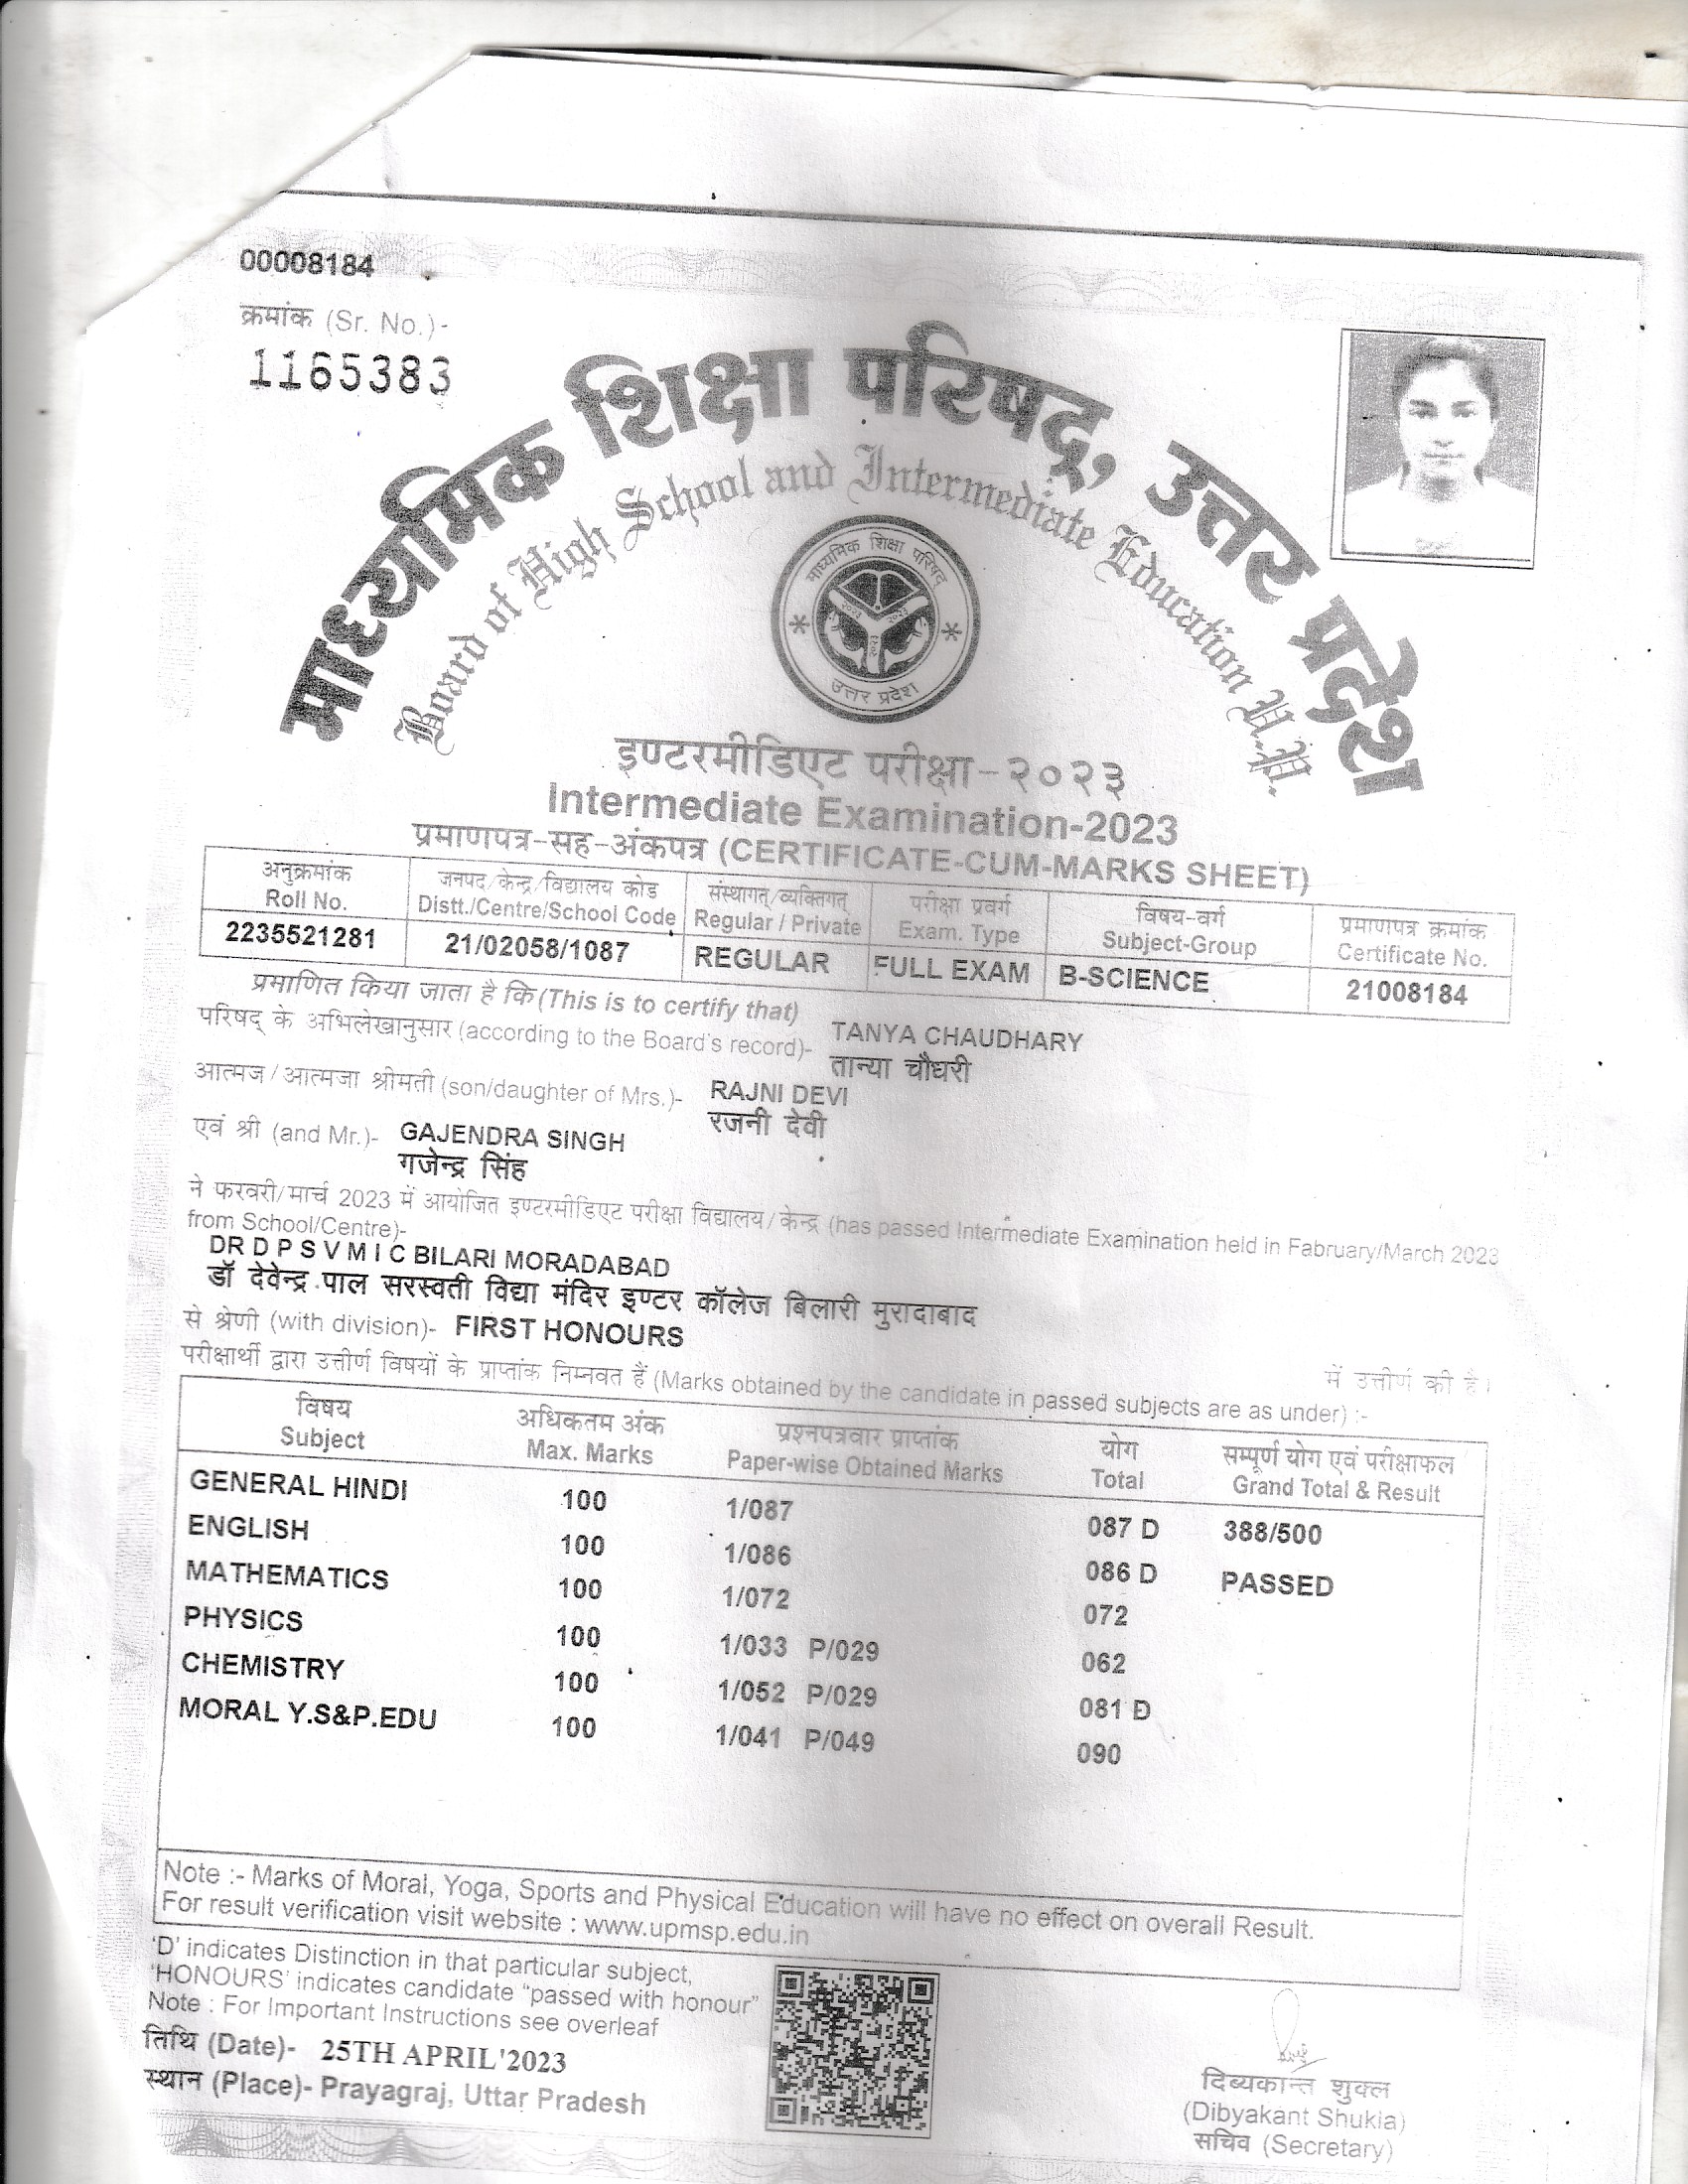 00008184
क्रमांक (Sr. No.)-
1165383
माध्यमिक शिक्षा परिषद्, उत्तर प्रदेश
Board of High School and Intermediate Education U.P.
माध्यमिक शिक्षा परिषद्
उत्तर प्रदेश
इण्टरमीडिएट परीक्षा-२०२३
Intermediate Examination-2023
प्रमाणपत्र-सह-अंकपत्र (CERTIFICATE-CUM-MARKS SHEET)
अनुक्रमांक जनपद/केन्द्र/विद्यालय कोड संस्थागत्/व्यक्तिगत् परीक्षा प्रवर्ग विषय-वर्ग प्रमाणपत्र क्रमांक
Roll No. Distt./Centre/School Code Regular / Private Exam. Type Subject-Group Certificate No.
2235521281 21/02058/1087 REGULAR FULL EXAM B-SCIENCE 21008184
प्रमाणित किया जाता है कि (This is to certify that)
परिषद् के अभिलेखानुसार (according to the Board's record)- TANYA CHAUDHARY
तान्या चौधरी
आत्मज/आत्मजा श्रीमती (son/daughter of Mrs.)- RAJNI DEVI
रजनी देवी
एवं श्री (and Mr.)- GAJENDRA SINGH
गजेन्द्र सिंह
ने फरवरी/मार्च 2023 में आयोजित इण्टरमीडिएट परीक्षा विद्यालय/केन्द्र (has passed Intermediate Examination held in Fabruary/March 2023
from School/Centre)-
DR D P S V M I C BILARI MORADABAD
डॉ देवेन्द्र पाल सरस्वती विद्या मंदिर इण्टर कॉलेज बिलारी मुरादाबाद
से श्रेणी (with division)- FIRST HONOURS
में उत्तीर्ण की है।
परीक्षार्थी द्वारा उत्तीर्ण विषयों के प्राप्तांक निम्नवत हैं (Marks obtained by the candidate in passed subjects are as under) :-
विषय अधिकतम अंक प्रश्नपत्रवार प्राप्तांक योग सम्पूर्ण योग एवं परीक्षाफल
Subject Max. Marks Paper-wise Obtained Marks Total Grand Total & Result
GENERAL HINDI 100 1/087 087 D 388/500
ENGLISH 100 1/086 086 D PASSED
MATHEMATICS 100 1/072 072
PHYSICS 100 1/033 P/029 062
CHEMISTRY 100 1/052 P/029 081 D
MORAL Y.S&P.EDU 100 1/041 P/049 090
Note :- Marks of Moral, Yoga, Sports and Physical Education will have no effect on overall Result.
For result verification visit website : www.upmsp.edu.in
'D' indicates Distinction in that particular subject,
'HONOURS' indicates candidate "passed with honour"
Note : For Important Instructions see overleaf
तिथि (Date)- 25TH APRIL'2023
स्थान (Place)- Prayagraj, Uttar Pradesh
दिब्यकान्त शुक्ल
(Dibyakant Shukla)
सचिव (Secretary)